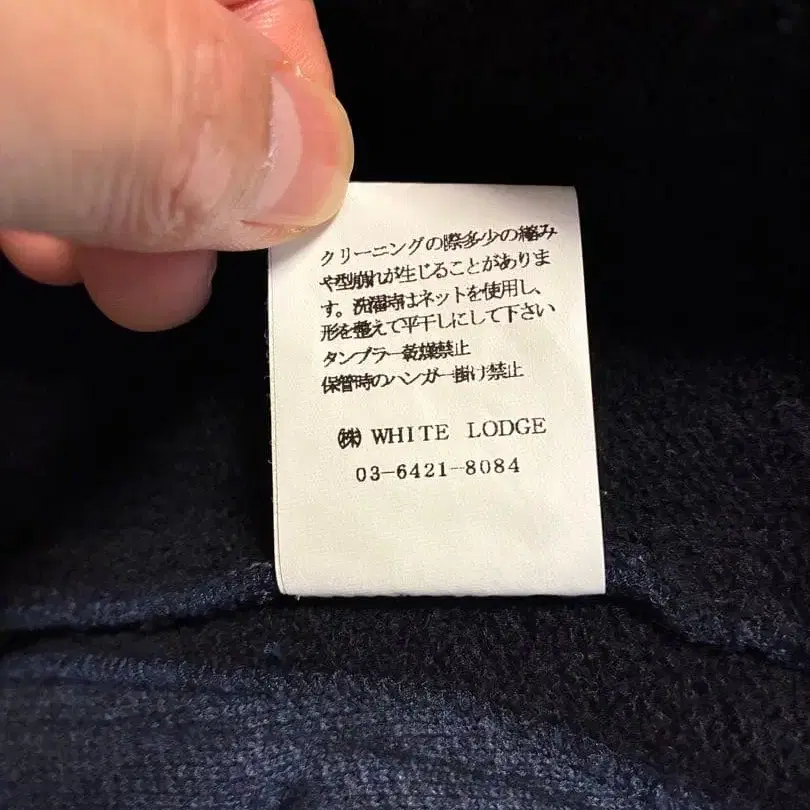 クリーニングの際多少の縮み
や型崩れが生じることがありま
す。洗濯時はネットを使用し、
形を整えて平干しにして下さい
タンブラー乾燥禁止
保管時のハンガー掛け禁止
㈱ WHITE LODGE
03-6421-8084